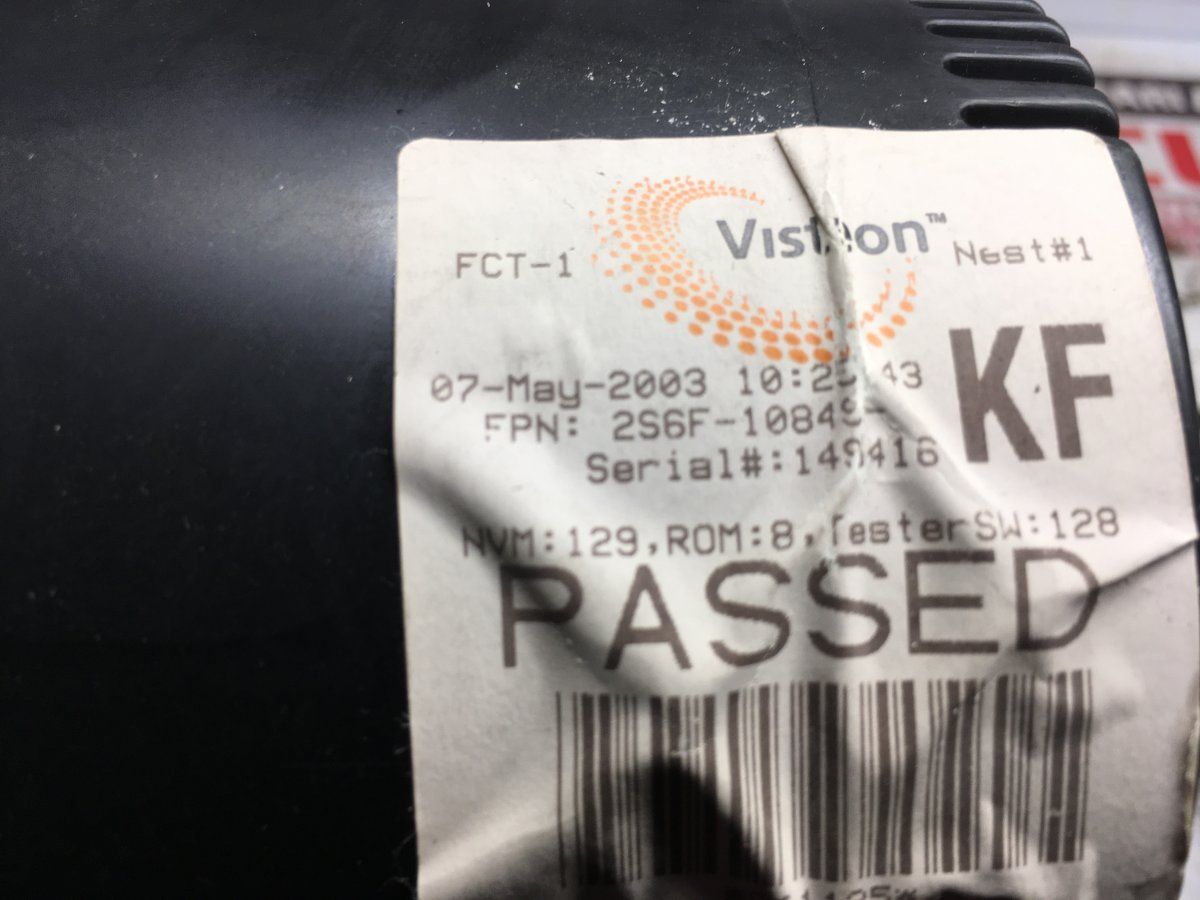 Visteon™
FCT-1
Nest#1
07-May-2003
KF
FPN: 2S6F-10849-
Serial#:149416
NVM:129,ROM:8,TesterSW:128
PASSED